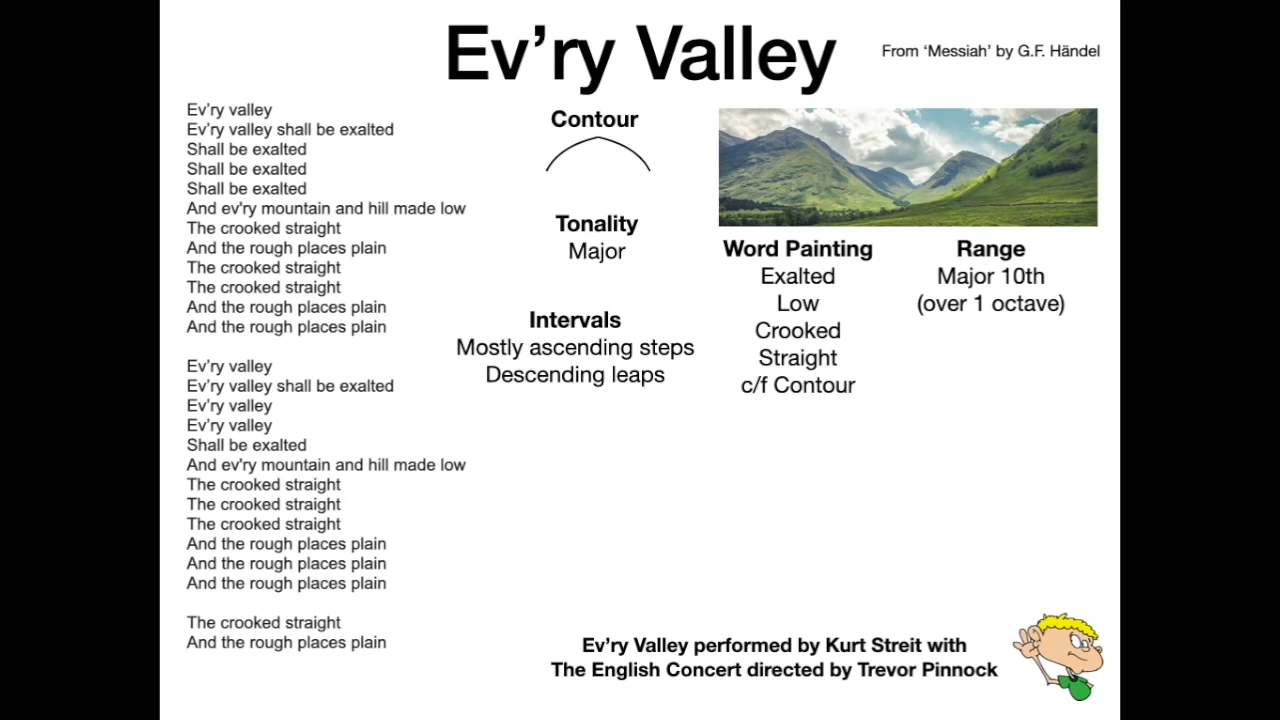 Ev’ry Valley
From ‘Messiah’ by G.F. Händel
Ev’ry valley
Ev’ry valley shall be exalted
Shall be exalted
Shall be exalted
Shall be exalted
And ev'ry mountain and hill made low
The crooked straight
And the rough places plain
The crooked straight
The crooked straight
And the rough places plain
And the rough places plain
Ev’ry valley
Ev’ry valley shall be exalted
Ev’ry valley
Ev’ry valley
Shall be exalted
And ev'ry mountain and hill made low
The crooked straight
The crooked straight
The crooked straight
And the rough places plain
And the rough places plain
And the rough places plain
The crooked straight
And the rough places plain
Contour
Tonality
Major
Intervals
Mostly ascending steps
Descending leaps
Word Painting
Exalted
Low
Crooked
Straight
c/f Contour
Range
Major 10th
(over 1 octave)
Ev’ry Valley performed by Kurt Streit with
The English Concert directed by Trevor Pinnock